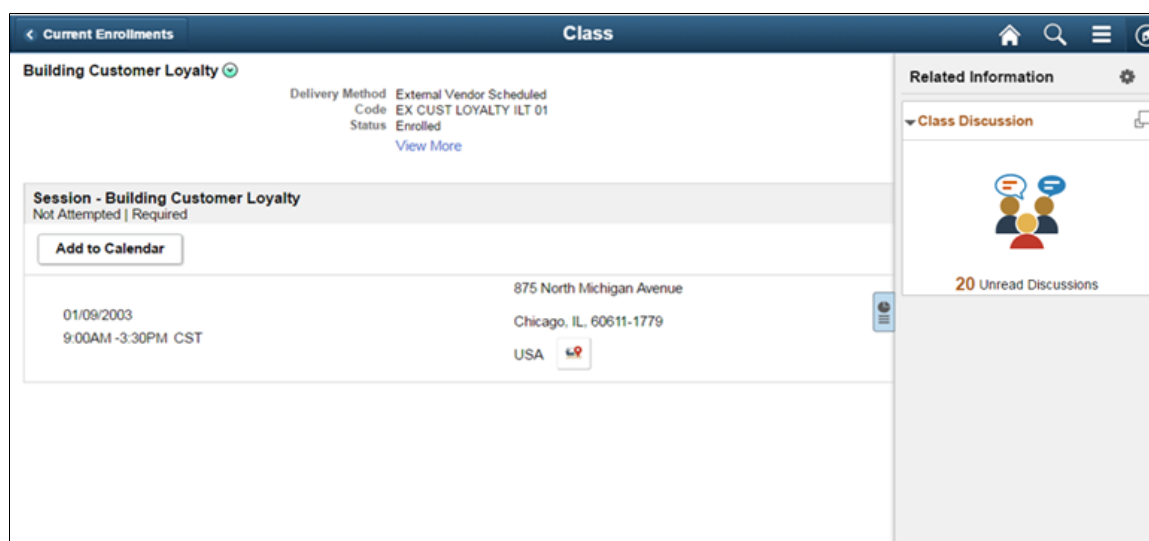 Current Enrollments
Class
Building Customer Loyalty
Delivery Method External Vendor Scheduled
Code EX CUST LOYALTY ILT 01
Status Enrolled
View More
Session - Building Customer Loyalty
Not Attempted | Required
Add to Calendar
01/09/2003
9:00AM -3:30PM CST
875 North Michigan Avenue
Chicago, IL, 60611-1779
USA
Related Information
Class Discussion
20 Unread Discussions